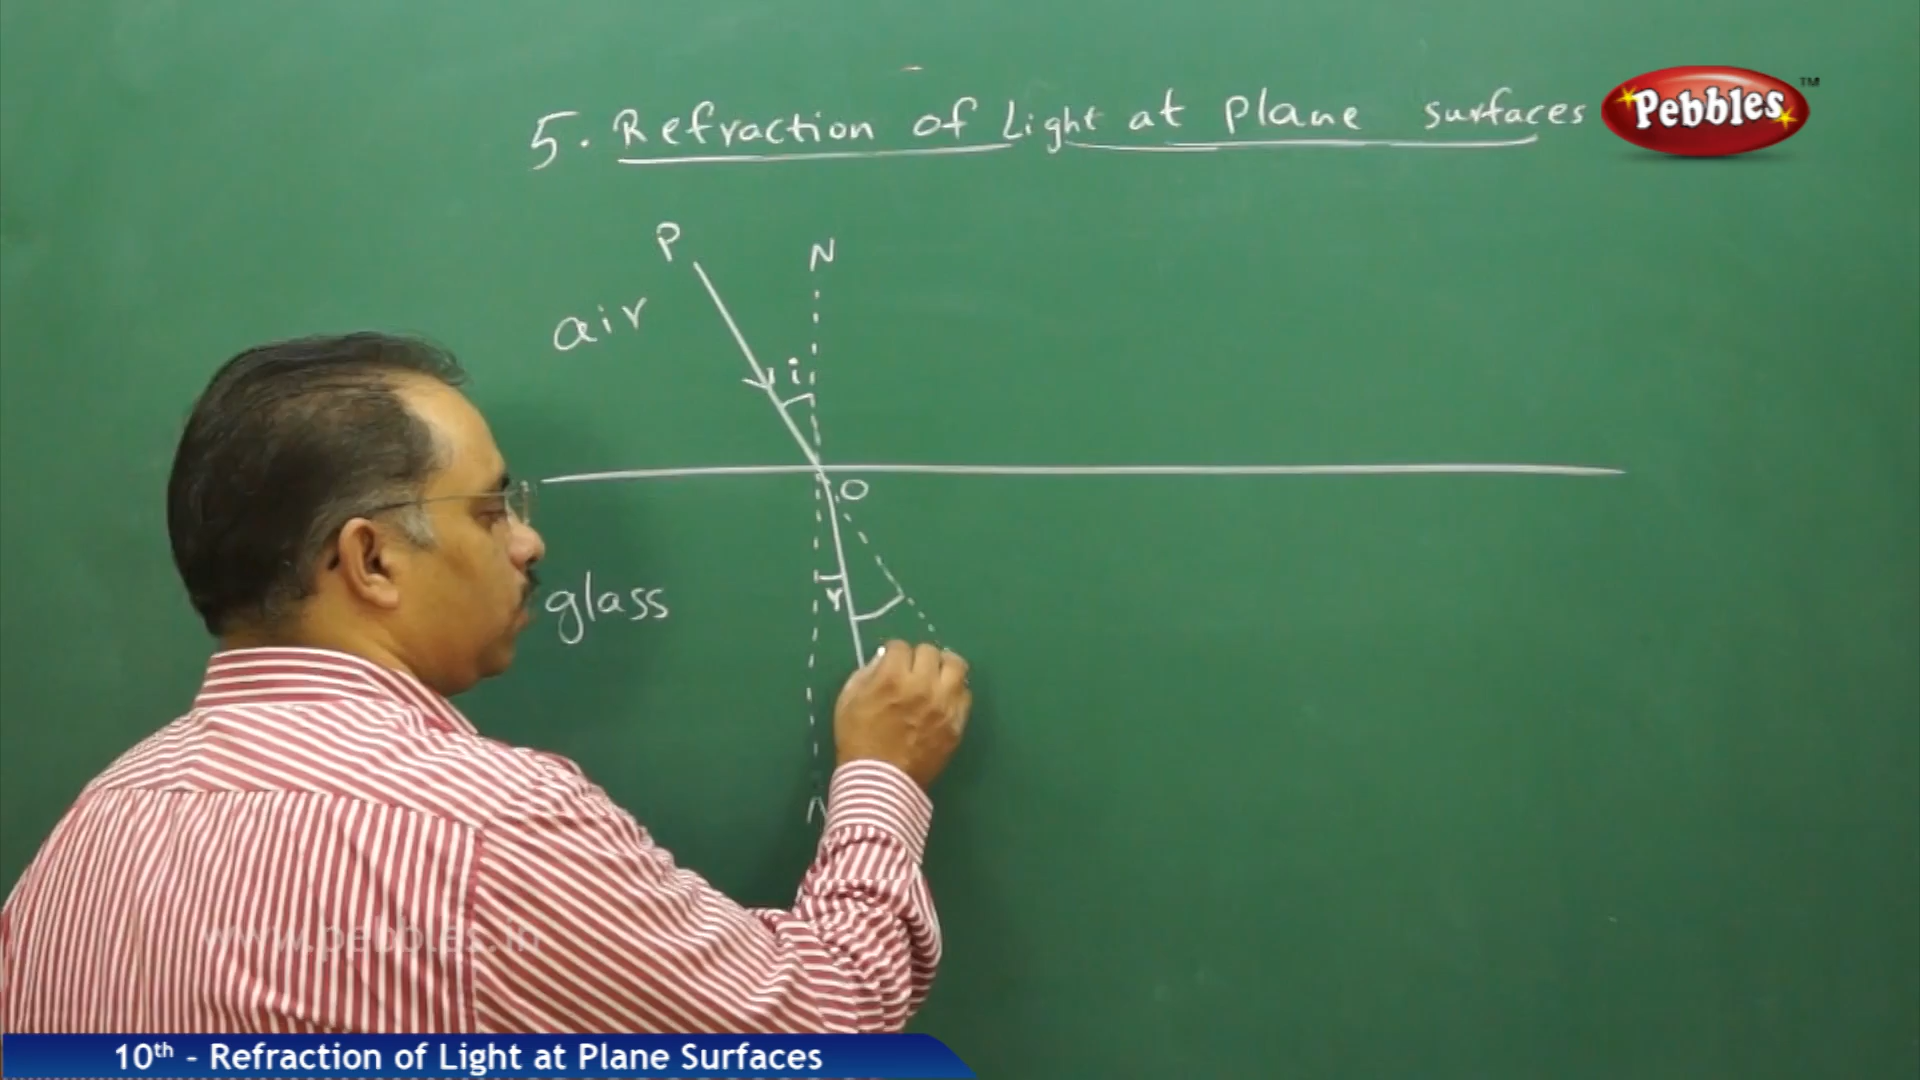 5. Refraction of Light at plane surfaces
Pebbles™
P
N
air
i
O
glass
r
N
www.pebbles.in
10th - Refraction of Light at Plane Surfaces